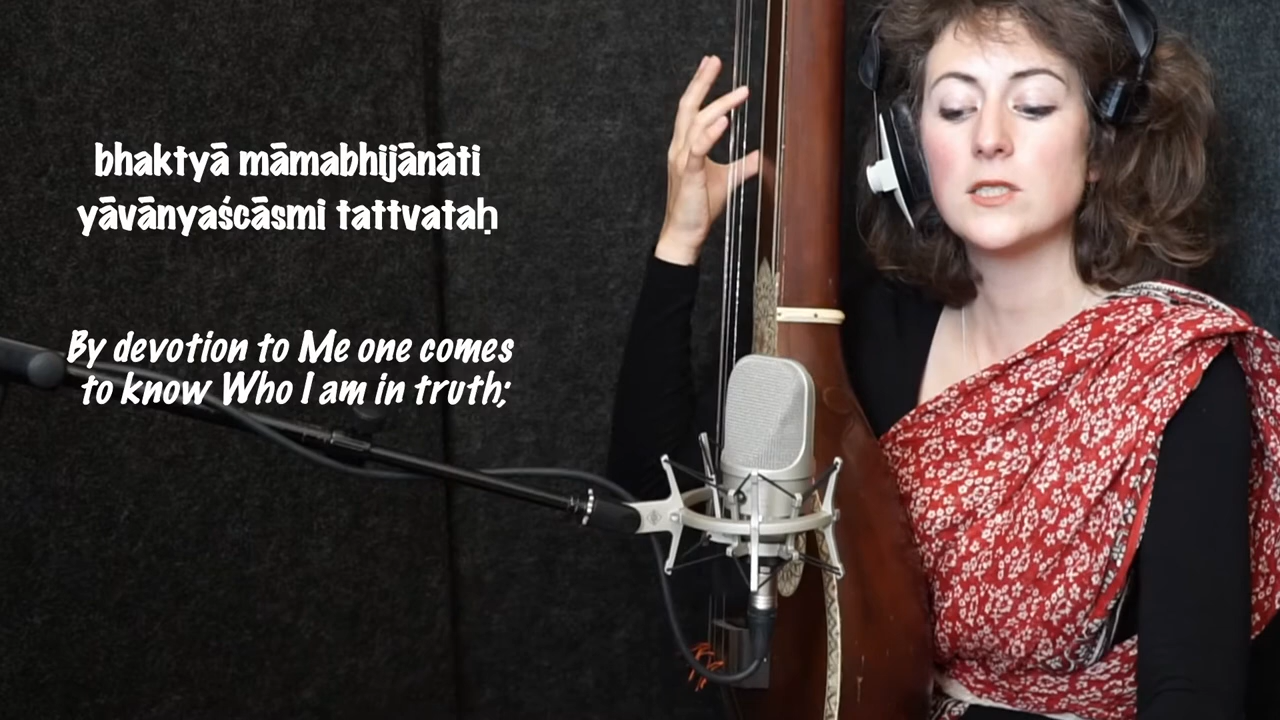 bhaktyā māmabhijānāti
yāvānyaścāsmi tattvataḥ
By devotion to Me one comes
to know Who I am in truth;